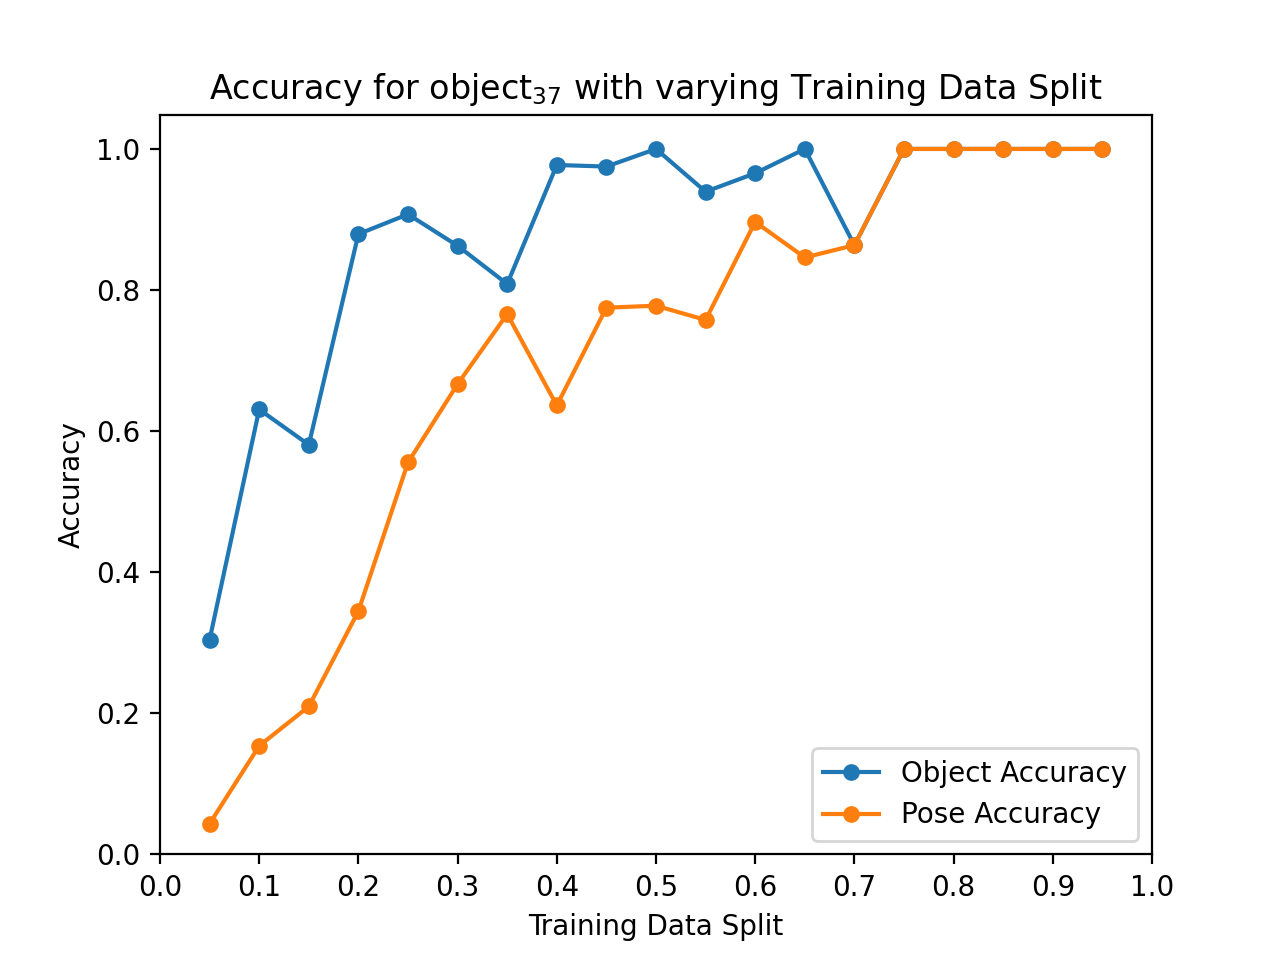 Accuracy for object₃₇ with varying Training Data Split
Accuracy
1.0
0.8
0.6
0.4
0.2
0.0
Object Accuracy
Pose Accuracy
0.0 0.1 0.2 0.3 0.4 0.5 0.6 0.7 0.8 0.9 1.0
Training Data Split